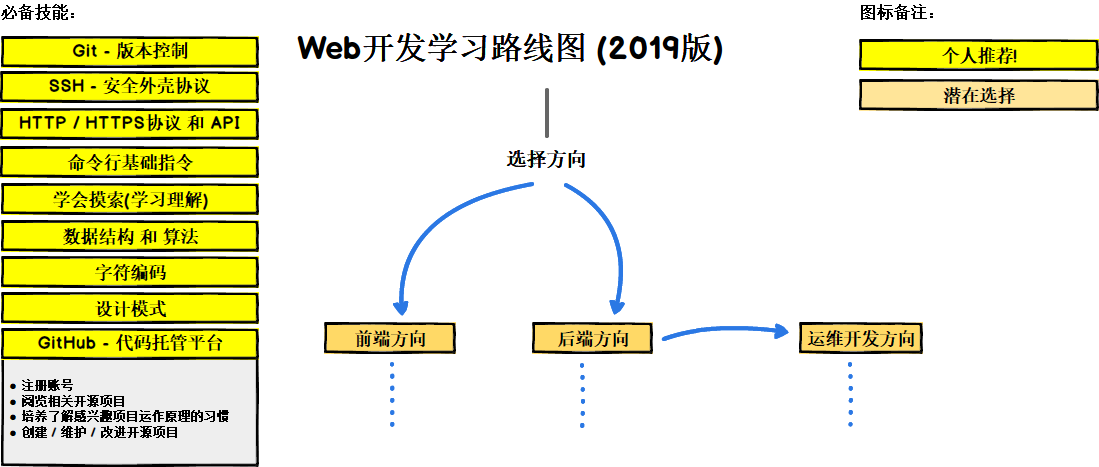 必备技能：
Git - 版本控制
SSH - 安全外壳协议
HTTP / HTTPS协议 和 API
命令行基础指令
学会摸索(学习理解)
数据结构 和 算法
字符编码
设计模式
GitHub - 代码托管平台
● 注册账号
● 阅览相关开源项目
● 培养了解感兴趣项目运作原理的习惯
● 创建 / 维护 / 改进开源项目
Web开发学习路线图 (2019版)
选择方向
前端方向
后端方向
运维开发方向
图标备注：
个人推荐!
潜在选择